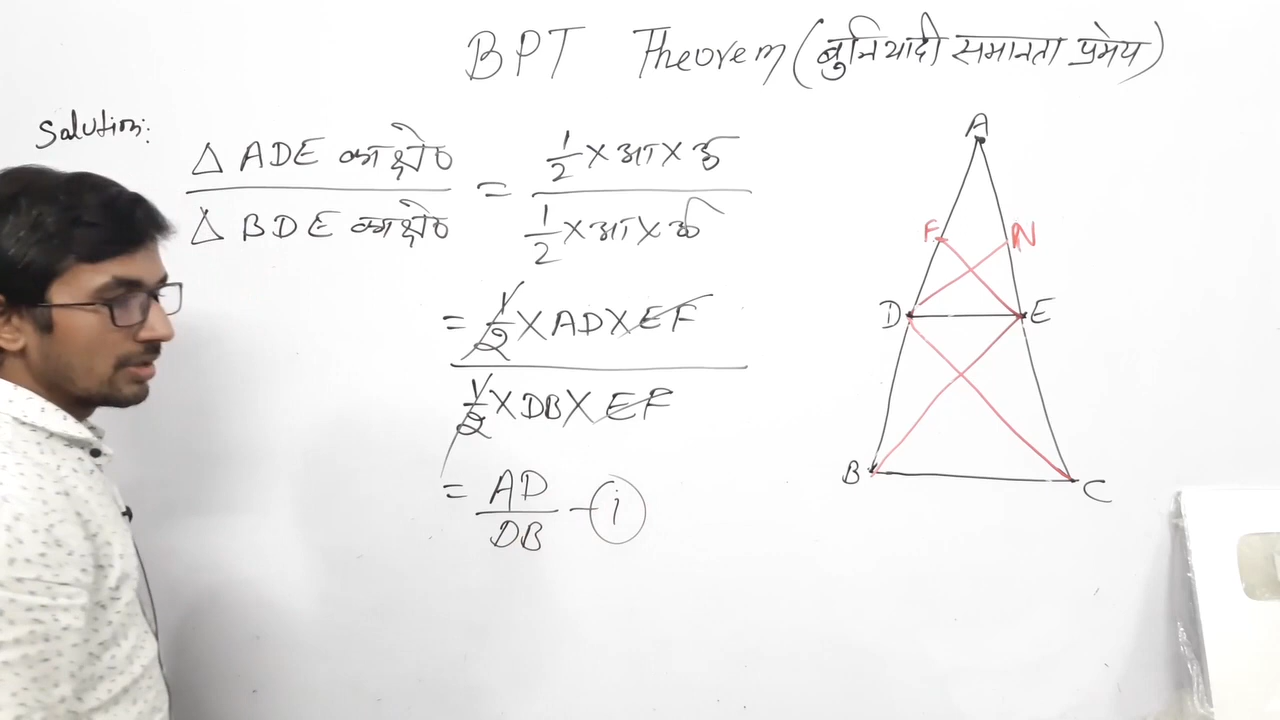 BPT Theorem (बुनियादी समानता प्रमेय)
Solution:
△ ADE का क्षे० / △ BDE का क्षे० = 1/2 × आ × ऊँ / 1/2 × आ × ऊँ
= 1/2 × AD × EF / 1/2 × DB × EF
= AD / DB - i
A
F N
D E
B C